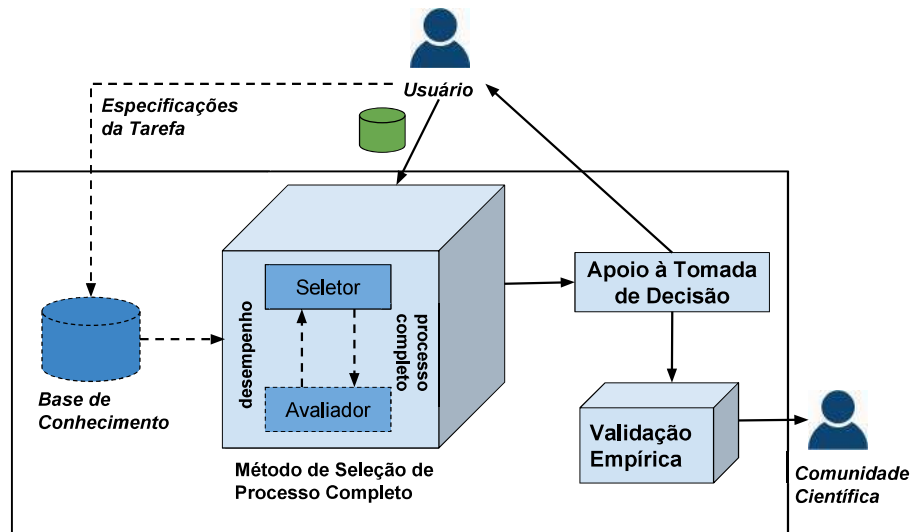 Usuário
Especificações
da Tarefa
Seletor
desempenho
processo
completo
Avaliador
Base de
Conhecimento
Método de Seleção de
Processo Completo
Apoio à Tomada
de Decisão
Validação
Empírica
Comunidade
Científica